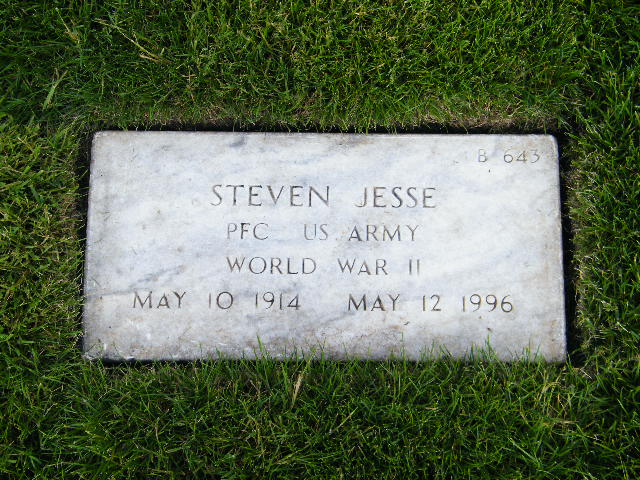 B 643
STEVEN JESSE
PFC US ARMY
WORLD WAR II
MAY 10 1914 MAY 12 1996